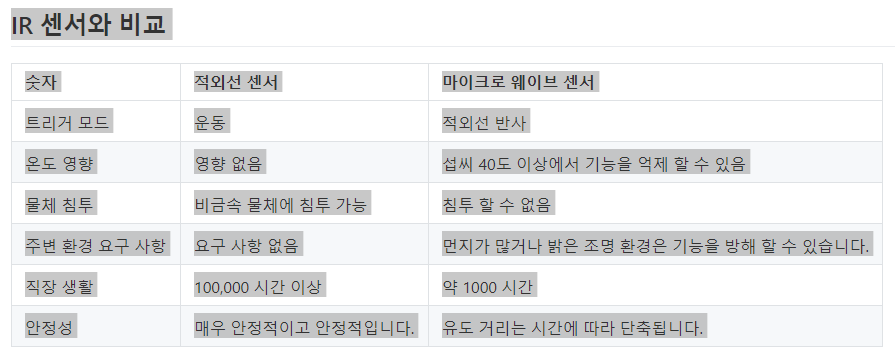 IR 센서와 비교
숫자 적외선 센서 마이크로 웨이브 센서
트리거 모드 운동 적외선 반사
온도 영향 영향 없음 섭씨 40도 이상에서 기능을 억제 할 수 있음
물체 침투 비금속 물체에 침투 가능 침투 할 수 없음
주변 환경 요구 사항 요구 사항 없음 먼지가 많거나 밝은 조명 환경은 기능을 방해 할 수 있습니다.
직장 생활 100,000 시간 이상 약 1000 시간
안정성 매우 안정적이고 안정적입니다. 유도 거리는 시간에 따라 단축됩니다.